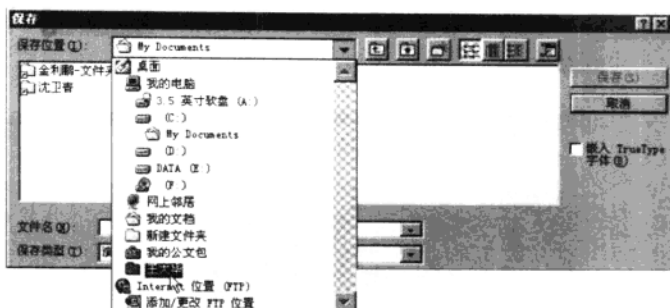 保存
保存位置(I):
My Documents
金利鹏-文件夹
沈卫春
桌面
我的电脑
3.5 英寸软盘 (A:)
(C:)
My Documents
(D:)
DATA (E:)
(F:)
网上邻居
我的文档
新建文件夹
我的公文包
Internet 位置 (FTP)
添加/更改 FTP 位置
保存(S)
取消
嵌入 TrueType
字体(E)
文件名(N):
保存类型(T):